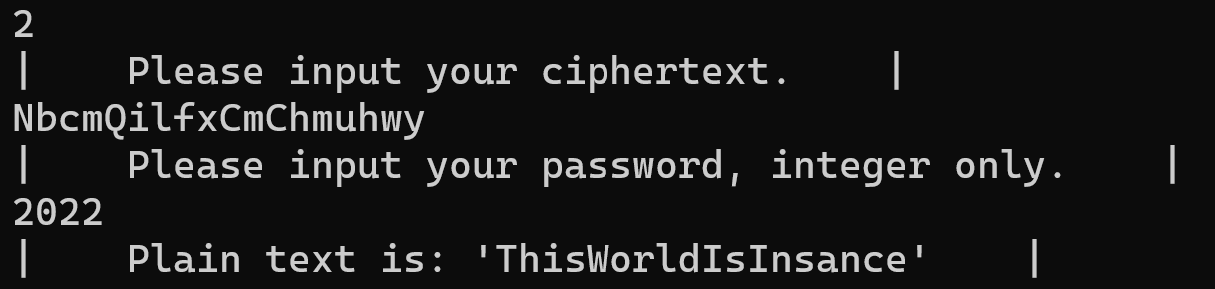 2
|    Please input your ciphertext.    |
NbcmQilfxCmChmuhwy
|    Please input your password, integer only.    |
2022
|    Plain text is: 'ThisWorldIsInsance'    |